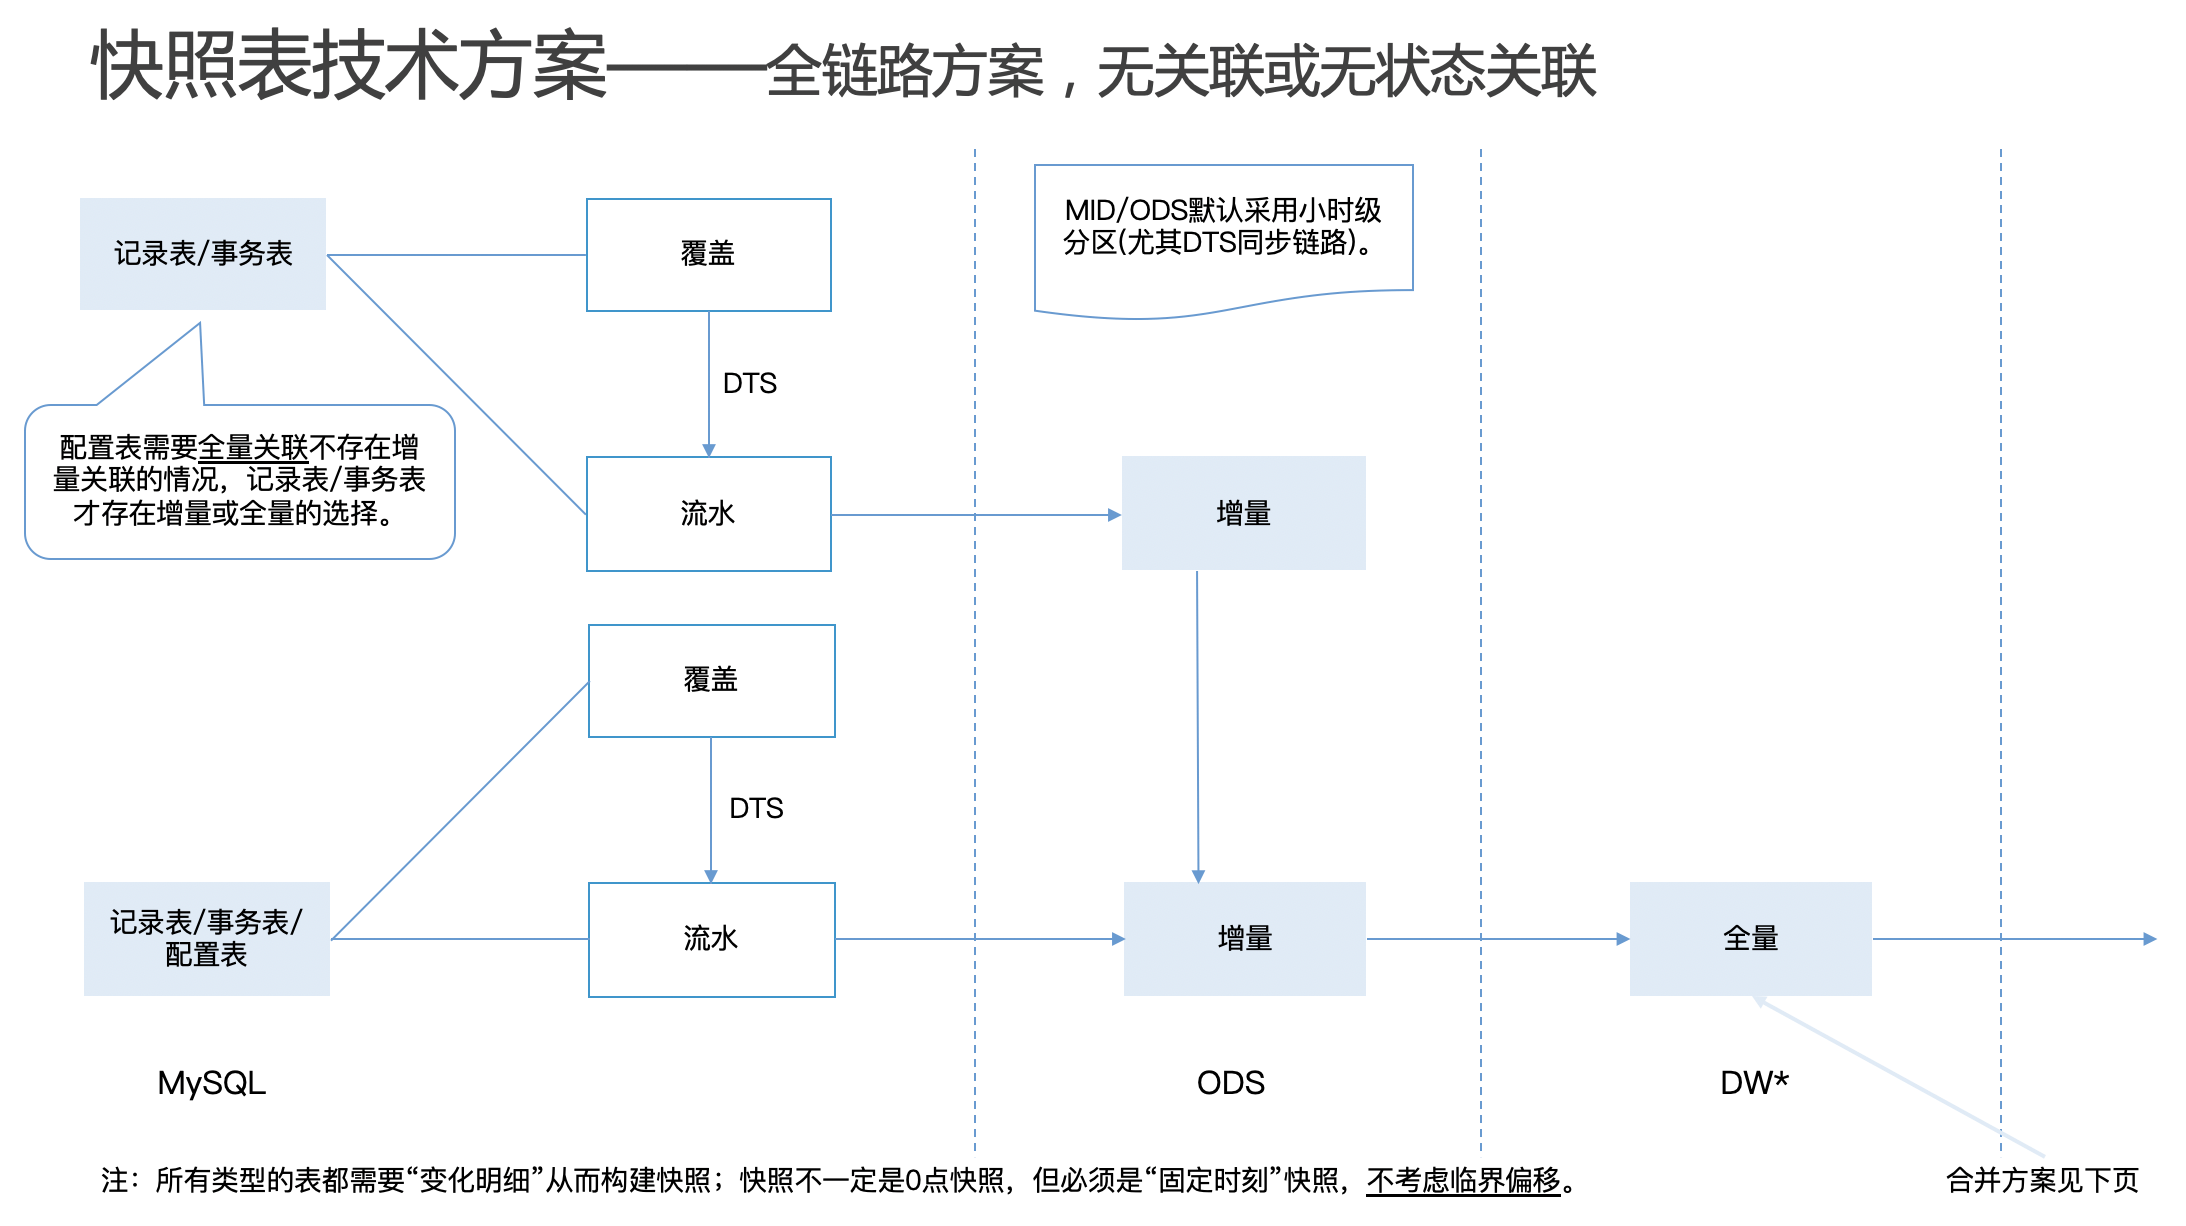 快照表技术方案——全链路方案，无关联或无状态关联
MID/ODS默认采用小时级
分区(尤其DTS同步链路)。
记录表/事务表
覆盖
DTS
配置表需要全量关联不存在增
量关联的情况，记录表/事务表
才存在增量或全量的选择。
流水
增量
覆盖
DTS
记录表/事务表/
配置表
流水
增量
全量
MySQL
ODS
DW*
注：所有类型的表都需要“变化明细”从而构建快照；快照不一定是0点快照，但必须是“固定时刻”快照，不考虑临界偏移。
合并方案见下页